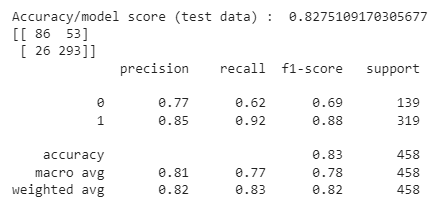 Accuracy/model score (test data) :  0.8275109170305677
[[ 86  53]
 [ 26 293]]
              precision    recall  f1-score   support

           0       0.77      0.62      0.69       139
           1       0.85      0.92      0.88       319

    accuracy                           0.83       458
   macro avg       0.81      0.77      0.78       458
weighted avg       0.82      0.83      0.82       458